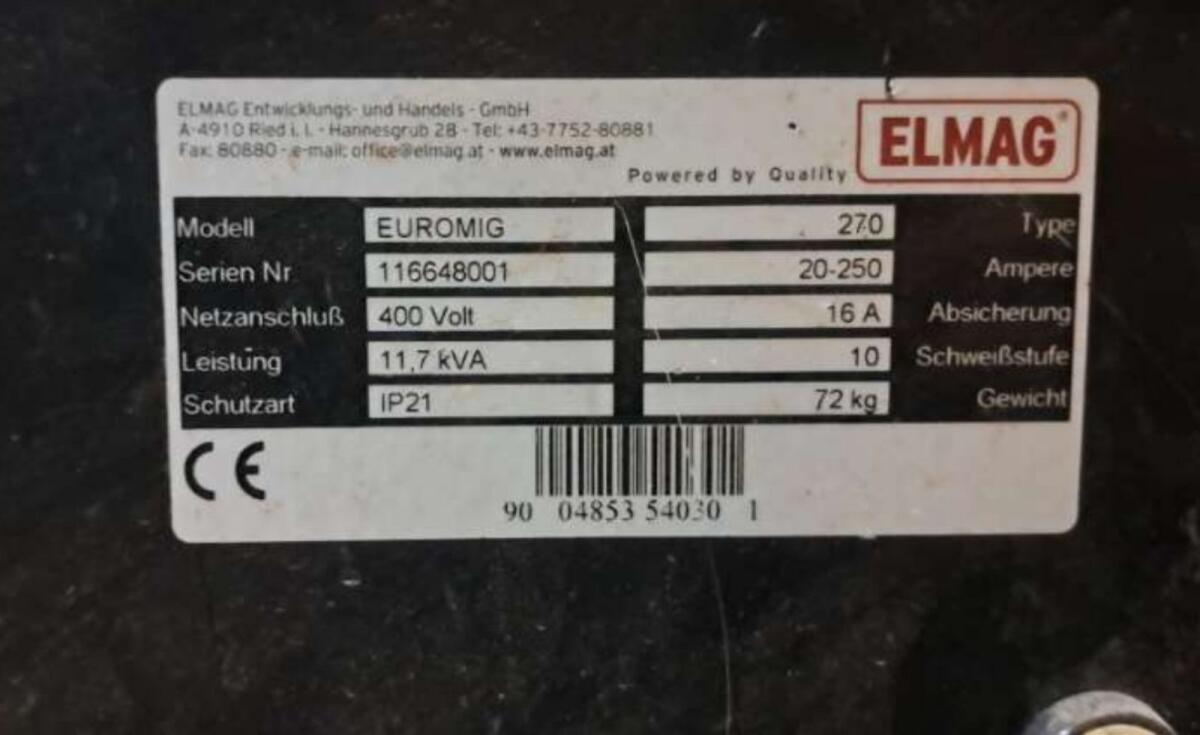 ELMAG Entwicklungs- und Handels - GmbH
A-4910 Ried i. I. - Hannesgrub 28 - Tel: +43-7752-80881
Fax: 80880 - e-mail: office@elmag.at - www.elmag.at
ELMAG®
Powered by Quality
Modell EUROMIG 270 Type
Serien Nr 116648001 20-250 Ampere
Netzanschluß 400 Volt 16 A Absicherung
Leistung 11,7 kVA 10 Schweißstufe
Schutzart IP21 72 kg Gewicht
CE
90 04853 54030 1